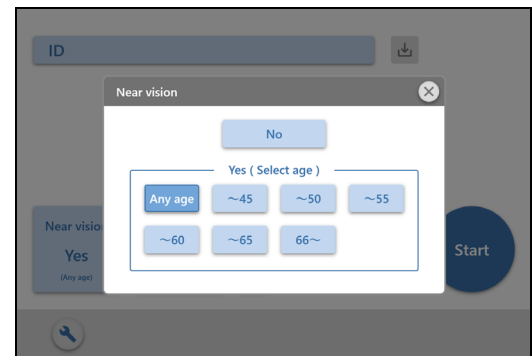 ID
Near vision
No
Yes ( Select age )
Any age
～45
～50
～55
～60
～65
66～
Near visio
Yes
(Any age)
Start